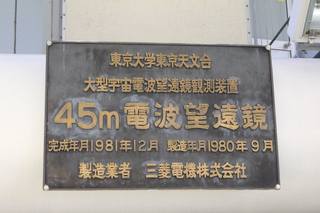 東京大学東京天文台
大型宇宙電波望遠鏡観測装置
45m電波望遠鏡
完成年月1981年12月 製造年月1980年9月
製造業者 三菱電機株式会社